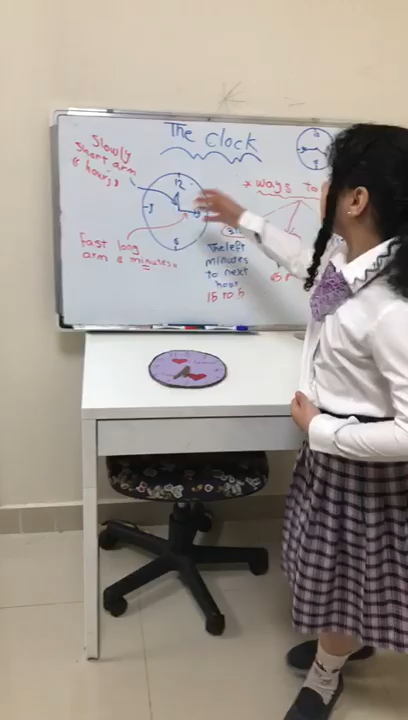 The clock
Slowly
short arm
" hours"
12
3
9
6
Fast long
arm " minutes"
The left
minutes
to next
hour
15 to 5
* ways to